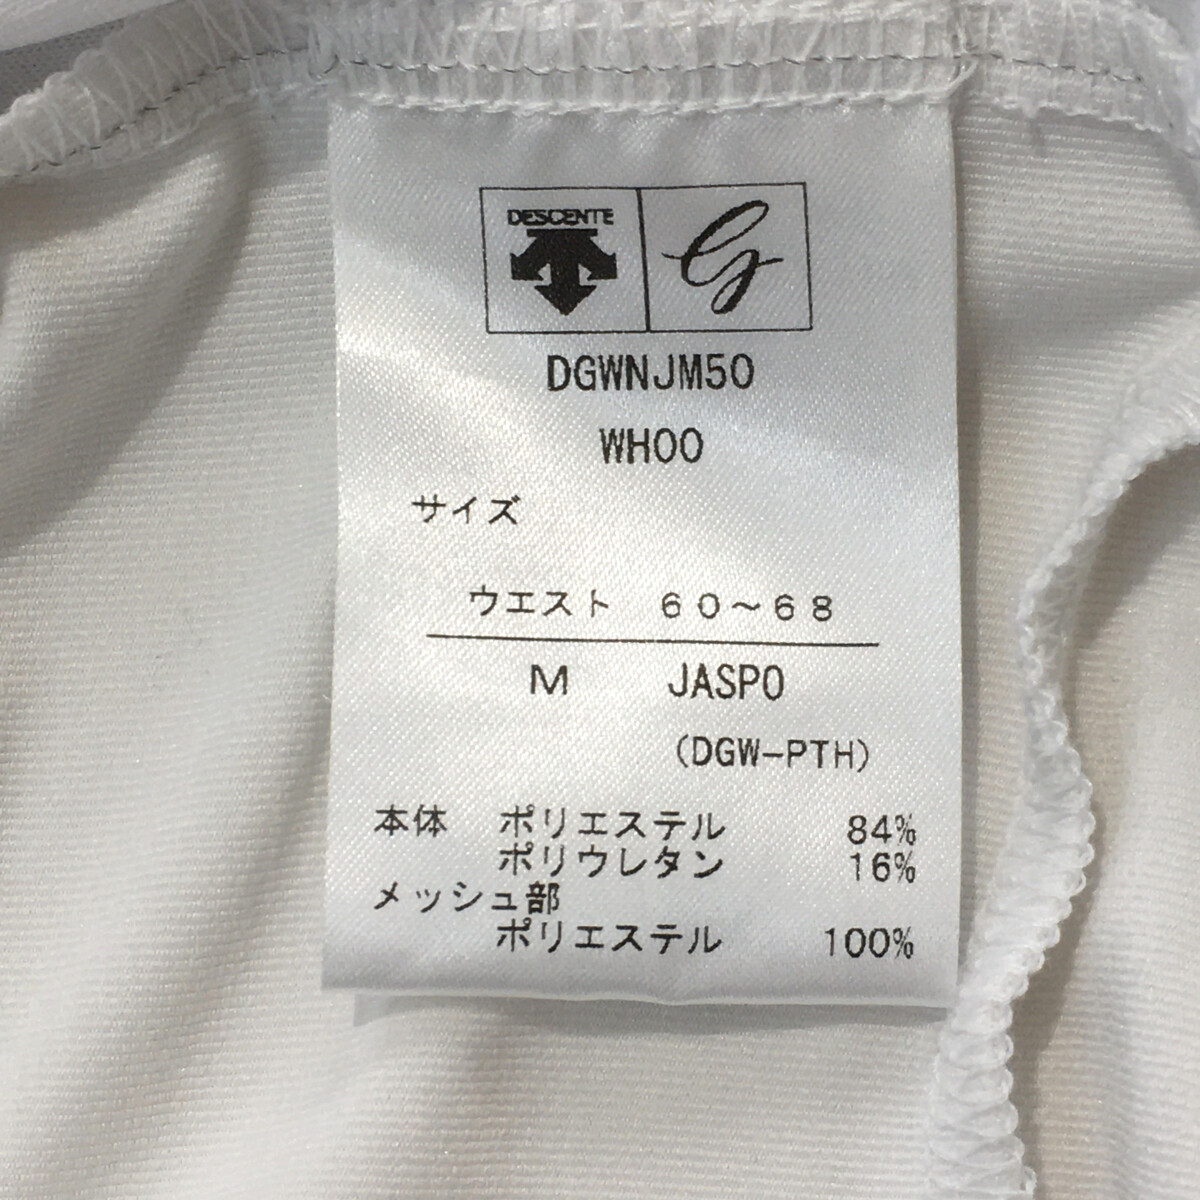 DESCENTE G
DGWNJM50
WH00
サイズ
ウエスト 60～68
M JASPO
(DGW-PTH)
本体 ポリエステル 84%
ポリウレタン 16%
メッシュ部
ポリエステル 100%